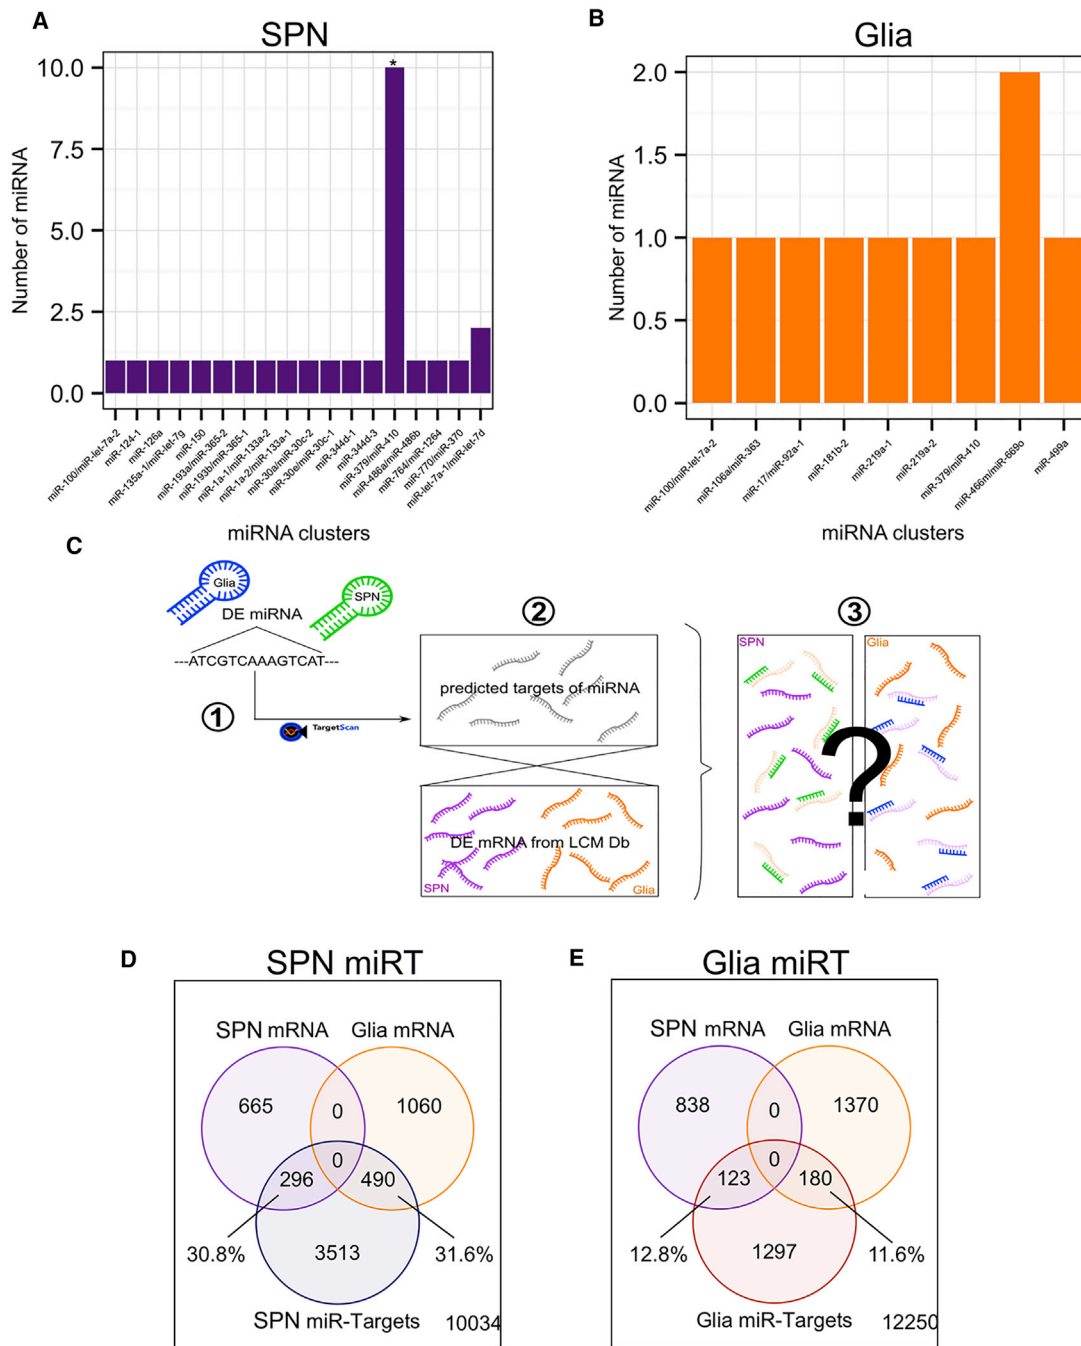 A
SPN
Number of miRNA
10.0
7.5
5.0
2.5
0.0
*
miR-100/miR-let-7a-2
miR-124-1
miR-126a
miR-135a-1/miR-let-7g
miR-150
miR-193a/miR-365-2
miR-193b/miR-365-1
miR-1a-1/miR-133a-2
miR-1a-2/miR-133a-1
miR-30a/miR-30c-2
miR-30e/miR-30c-1
miR-344d-1
miR-344d-3
miR-379/miR-410
miR-486a/miR-486b
miR-764/miR-1264
miR-770/miR-370
miR-let-7a-1/miR-let-7d
miRNA clusters
B
Glia
Number of miRNA
2.0
1.5
1.0
0.5
0.0
miR-100/miR-let-7a-2
miR-106a/miR-363
miR-17/miR-92a-1
miR-181b-2
miR-219a-1
miR-219a-2
miR-379/miR-410
miR-466m/miR-669o
miR-499a
miRNA clusters
C
Glia
SPN
DE miRNA
---ATCGTCAAAGTCAT---
1
TargetScan
2
predicted targets of miRNA
DE mRNA from LCM Db
SPN
Glia
3
SPN
Glia
?
D
SPN miRT
SPN mRNA
Glia mRNA
665
0
1060
0
296
490
30.8%
3513
31.6%
SPN miR-Targets
10034
E
Glia miRT
SPN mRNA
Glia mRNA
838
0
1370
0
123
180
12.8%
1297
11.6%
Glia miR-Targets
12250